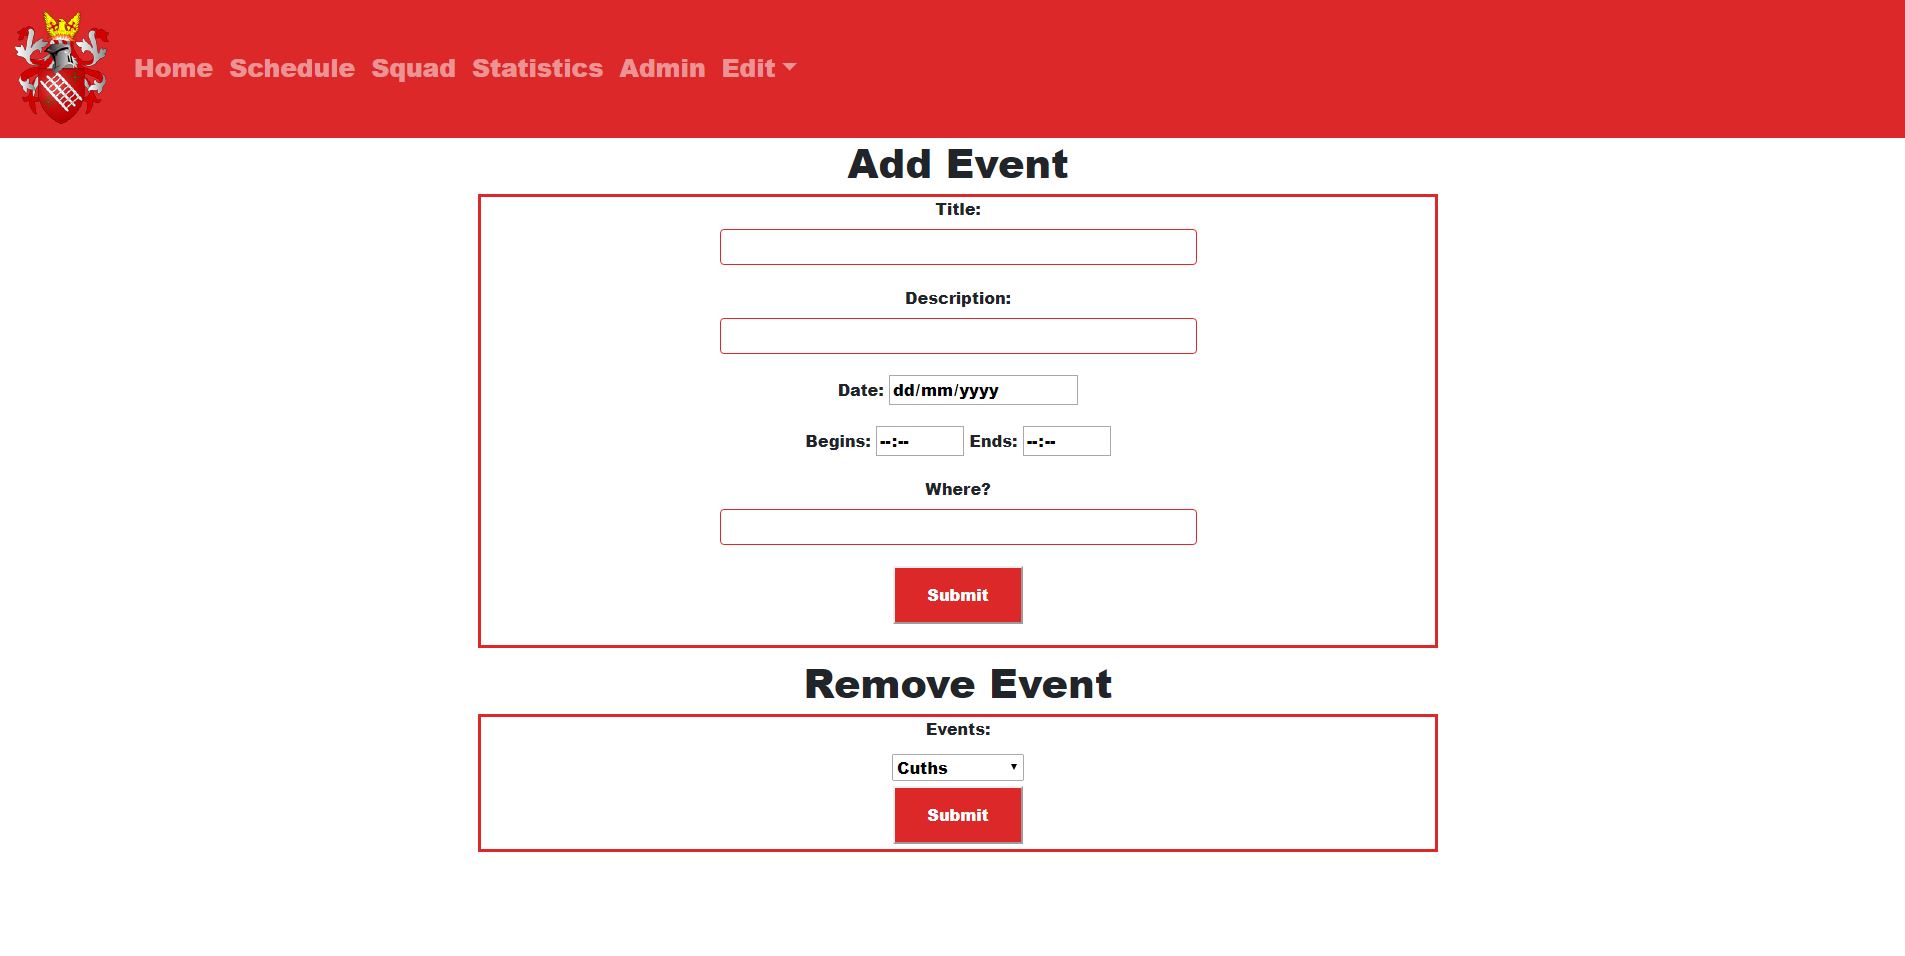 Home Schedule Squad Statistics Admin Edit
Add Event
Title:
Description:
Date: dd/mm/yyyy
Begins: --:-- Ends: --:--
Where?
Submit
Remove Event
Events:
Cuths
Submit